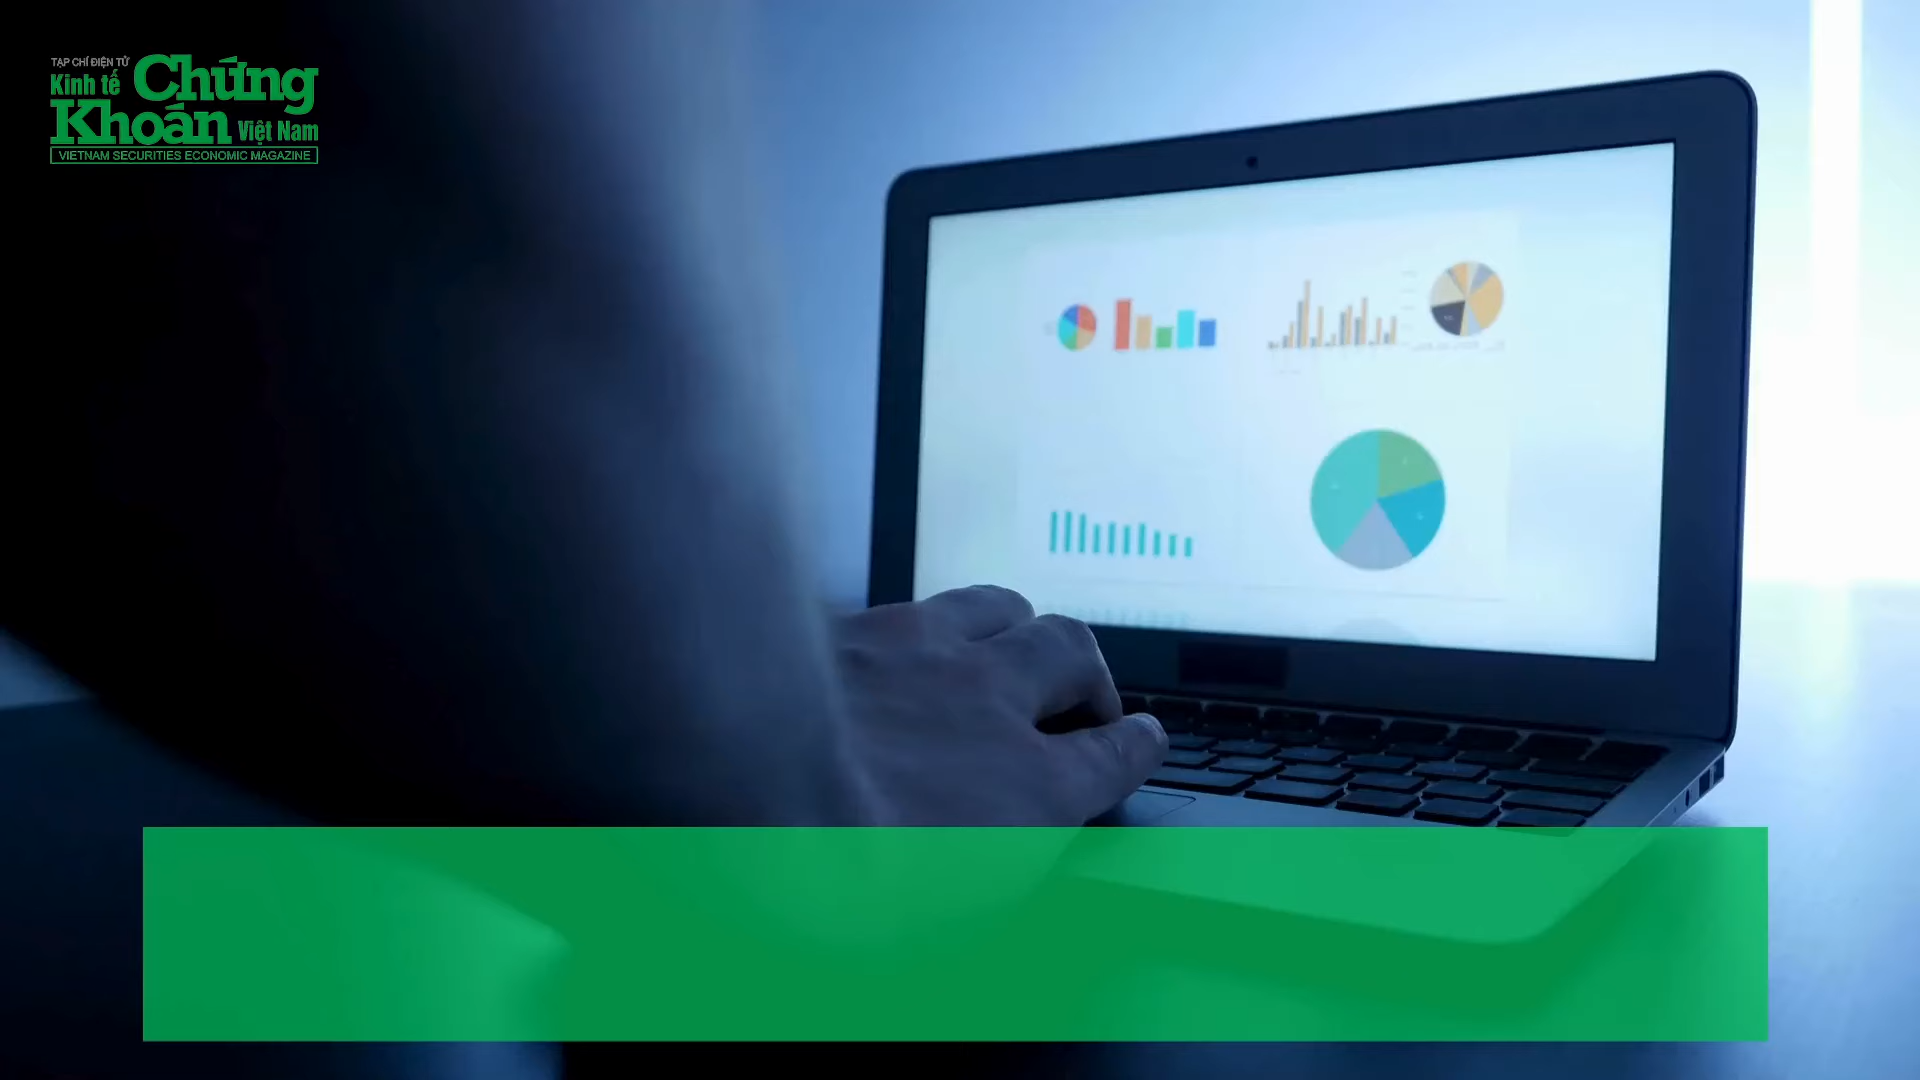 TẠP CHÍ ĐIỆN TỬ
Kinh tế Chứng
Khoán Việt Nam
VIETNAM SECURITIES ECONOMIC MAGAZINE